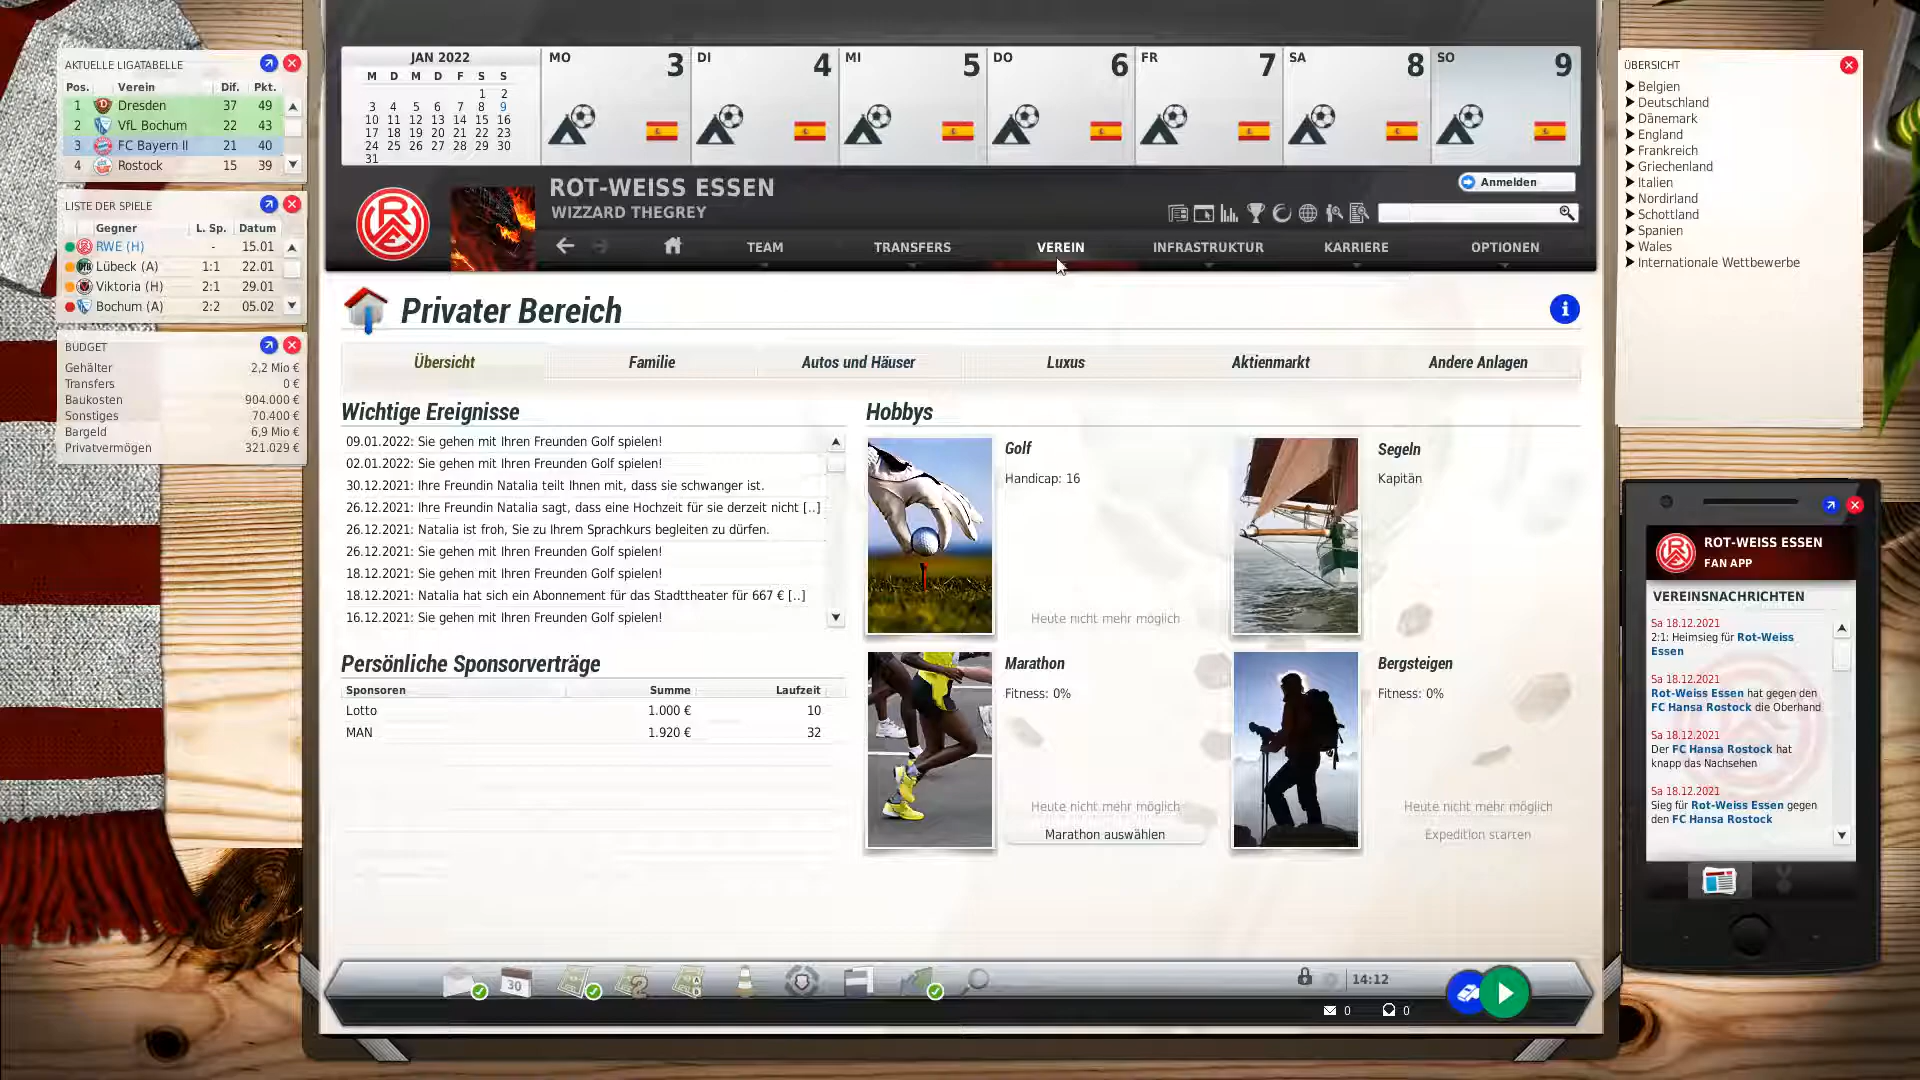 AKTUELLE LIGATABELLE
Pos. Verein Dif. Pkt.
1 Dresden 37 49
2 VfL Bochum 22 43
3 FC Bayern II 21 40
4 Rostock 15 39
LISTE DER SPIELE
Gegner L. Sp. Datum
RWE (H) - 15.01
Lübeck (A) 1:1 22.01
Viktoria (H) 2:1 29.01
Bochum (A) 2:2 05.02
BUDGET
Gehälter 2,2 Mio €
Transfers 0 €
Baukosten 904.000 €
Sonstiges 70.400 €
Bargeld 6,9 Mio €
Privatvermögen 321.029 €
JAN 2022
M D M D F S S
1 2
3 4 5 6 7 8 9
10 11 12 13 14 15 16
17 18 19 20 21 22 23
24 25 26 27 28 29 30
31
MO 3 DI 4 MI 5 DO 6 FR 7 SA 8 SO 9
ROT-WEISS ESSEN
WIZZARD THEGREY
Anmelden
TEAM TRANSFERS VEREIN INFRASTRUKTUR KARRIERE OPTIONEN
Privater Bereich
Übersicht Familie Autos und Häuser Luxus Aktienmarkt Andere Anlagen
Wichtige Ereignisse
09.01.2022: Sie gehen mit Ihren Freunden Golf spielen!
02.01.2022: Sie gehen mit Ihren Freunden Golf spielen!
30.12.2021: Ihre Freundin Natalia teilt Ihnen mit, dass sie schwanger ist.
26.12.2021: Ihre Freundin Natalia sagt, dass eine Hochzeit für sie derzeit nicht [..]
26.12.2021: Natalia ist froh, Sie zu Ihrem Sprachkurs begleiten zu dürfen.
26.12.2021: Sie gehen mit Ihren Freunden Golf spielen!
18.12.2021: Sie gehen mit Ihren Freunden Golf spielen!
18.12.2021: Natalia hat sich ein Abonnement für das Stadttheater für 667 € [..]
16.12.2021: Sie gehen mit Ihren Freunden Golf spielen!
Persönliche Sponsorverträge
Sponsoren Summe Laufzeit
Lotto 1.000 € 10
MAN 1.920 € 32
Hobbys
Golf
Handicap: 16
Heute nicht mehr möglich
Segeln
Kapitän
Marathon
Fitness: 0%
Heute nicht mehr möglich
Marathon auswählen
Bergsteigen
Fitness: 0%
Heute nicht mehr möglich
Expedition starten
30
14:12
0 0
ÜBERSICHT
Belgien
Deutschland
Dänemark
England
Frankreich
Griechenland
Italien
Nordirland
Schottland
Spanien
Wales
Internationale Wettbewerbe
ROT-WEISS ESSEN
FAN APP
VEREINSNACHRICHTEN
Sa 18.12.2021
2:1: Heimsieg für Rot-Weiss
Essen
Sa 18.12.2021
Rot-Weiss Essen hat gegen den
FC Hansa Rostock die Oberhand
Sa 18.12.2021
Der FC Hansa Rostock hat
knapp das Nachsehen
Sa 18.12.2021
Sieg für Rot-Weiss Essen gegen
den FC Hansa Rostock